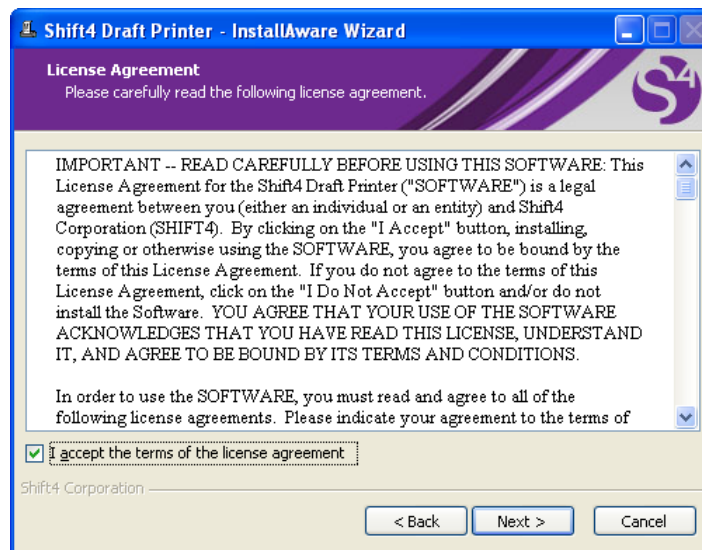 Shift4 Draft Printer - InstallAware Wizard
License Agreement
Please carefully read the following license agreement.
S4
IMPORTANT -- READ CAREFULLY BEFORE USING THIS SOFTWARE: This
License Agreement for the Shift4 Draft Printer ("SOFTWARE") is a legal
agreement between you (either an individual or an entity) and Shift4
Corporation (SHIFT4).  By clicking on the "I Accept" button, installing,
copying or otherwise using the SOFTWARE, you agree to be bound by the
terms of this License Agreement.  If you do not agree to the terms of this
License Agreement, click on the "I Do Not Accept" button and/or do not
install the Software.  YOU AGREE THAT YOUR USE OF THE SOFTWARE
ACKNOWLEDGES THAT YOU HAVE READ THIS LICENSE, UNDERSTAND
IT, AND AGREE TO BE BOUND BY ITS TERMS AND CONDITIONS.
In order to use the SOFTWARE, you must read and agree to all of the
following license agreements.  Please indicate your agreement to the terms of
I accept the terms of the license agreement
Shift4 Corporation
< Back
Next >
Cancel